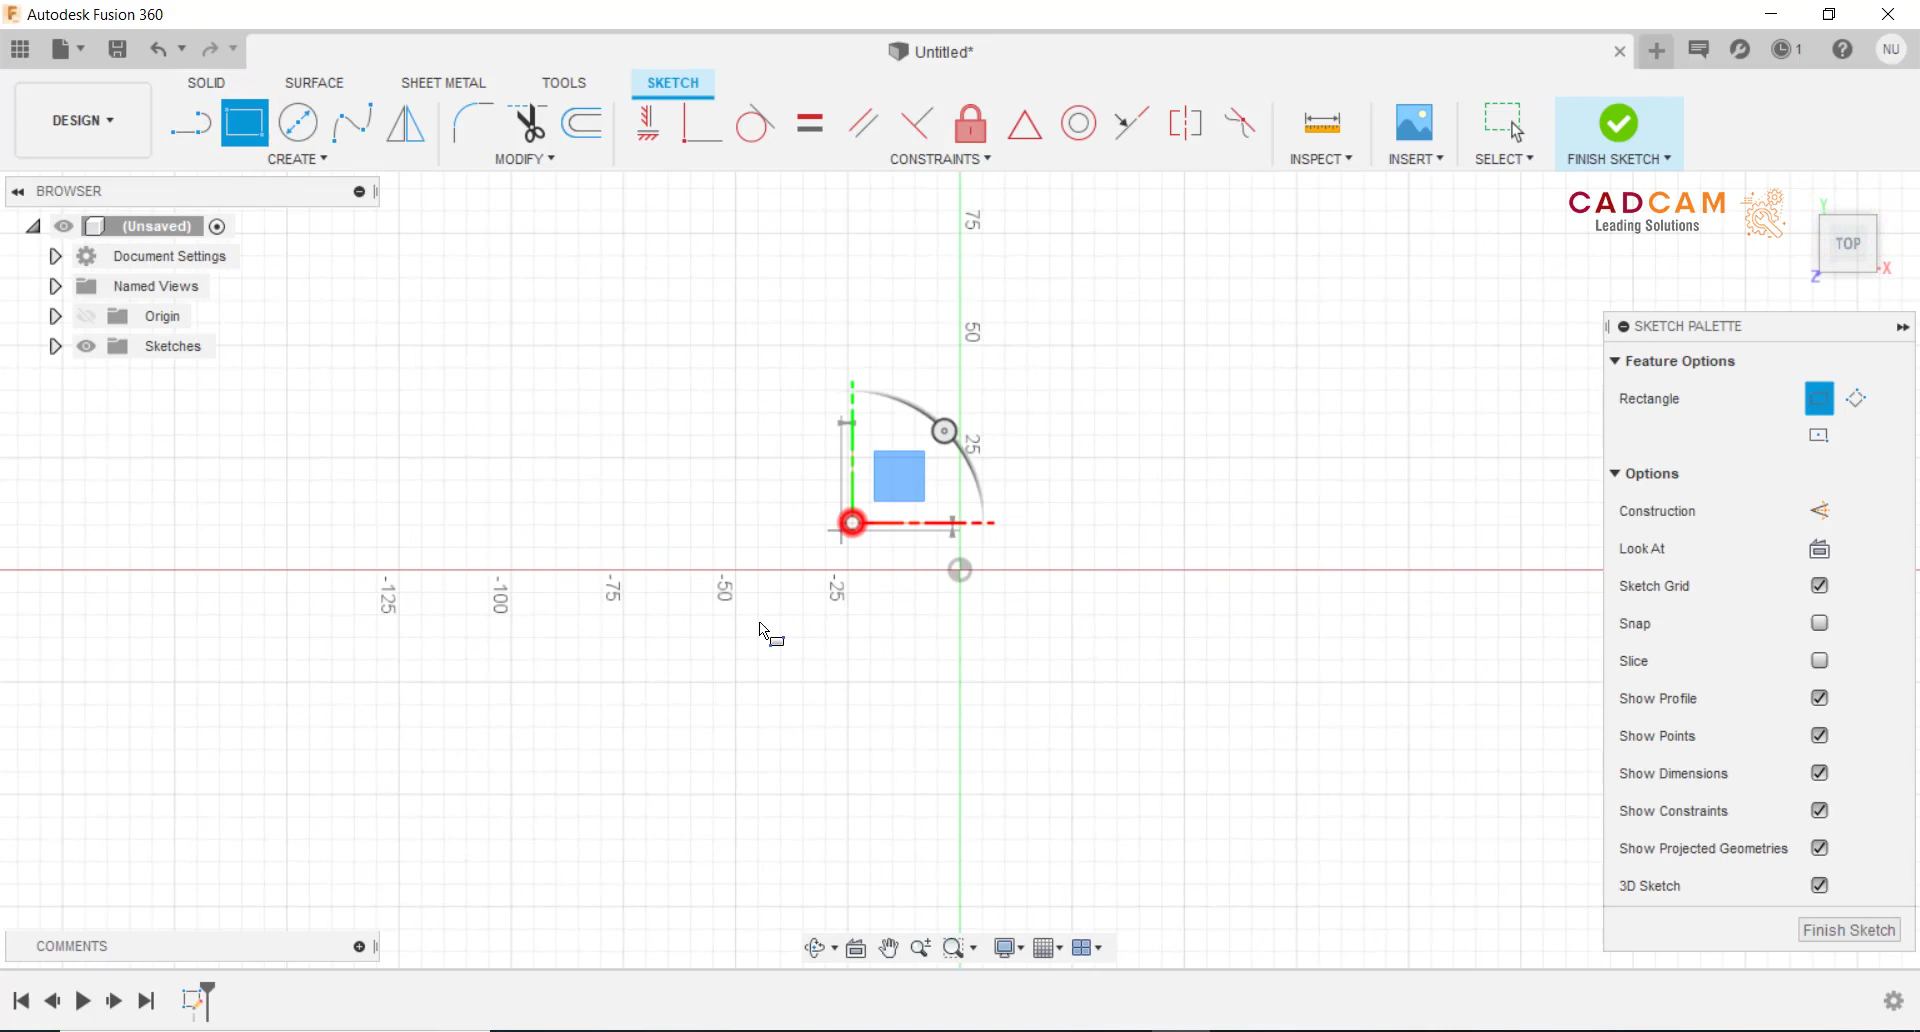 Autodesk Fusion 360
Untitled*
1
NU
DESIGN
SOLID
SURFACE
SHEET METAL
TOOLS
SKETCH
CREATE
MODIFY
CONSTRAINTS
INSPECT
INSERT
SELECT
FINISH SKETCH
BROWSER
(Unsaved)
Document Settings
Named Views
Origin
Sketches
CADCAM
Leading Solutions
Y
TOP
X
Z
75
50
25
-125
-100
-75
-50
-25
SKETCH PALETTE
Feature Options
Rectangle
Options
Construction
Look At
Sketch Grid
Snap
Slice
Show Profile
Show Points
Show Dimensions
Show Constraints
Show Projected Geometries
3D Sketch
Finish Sketch
COMMENTS